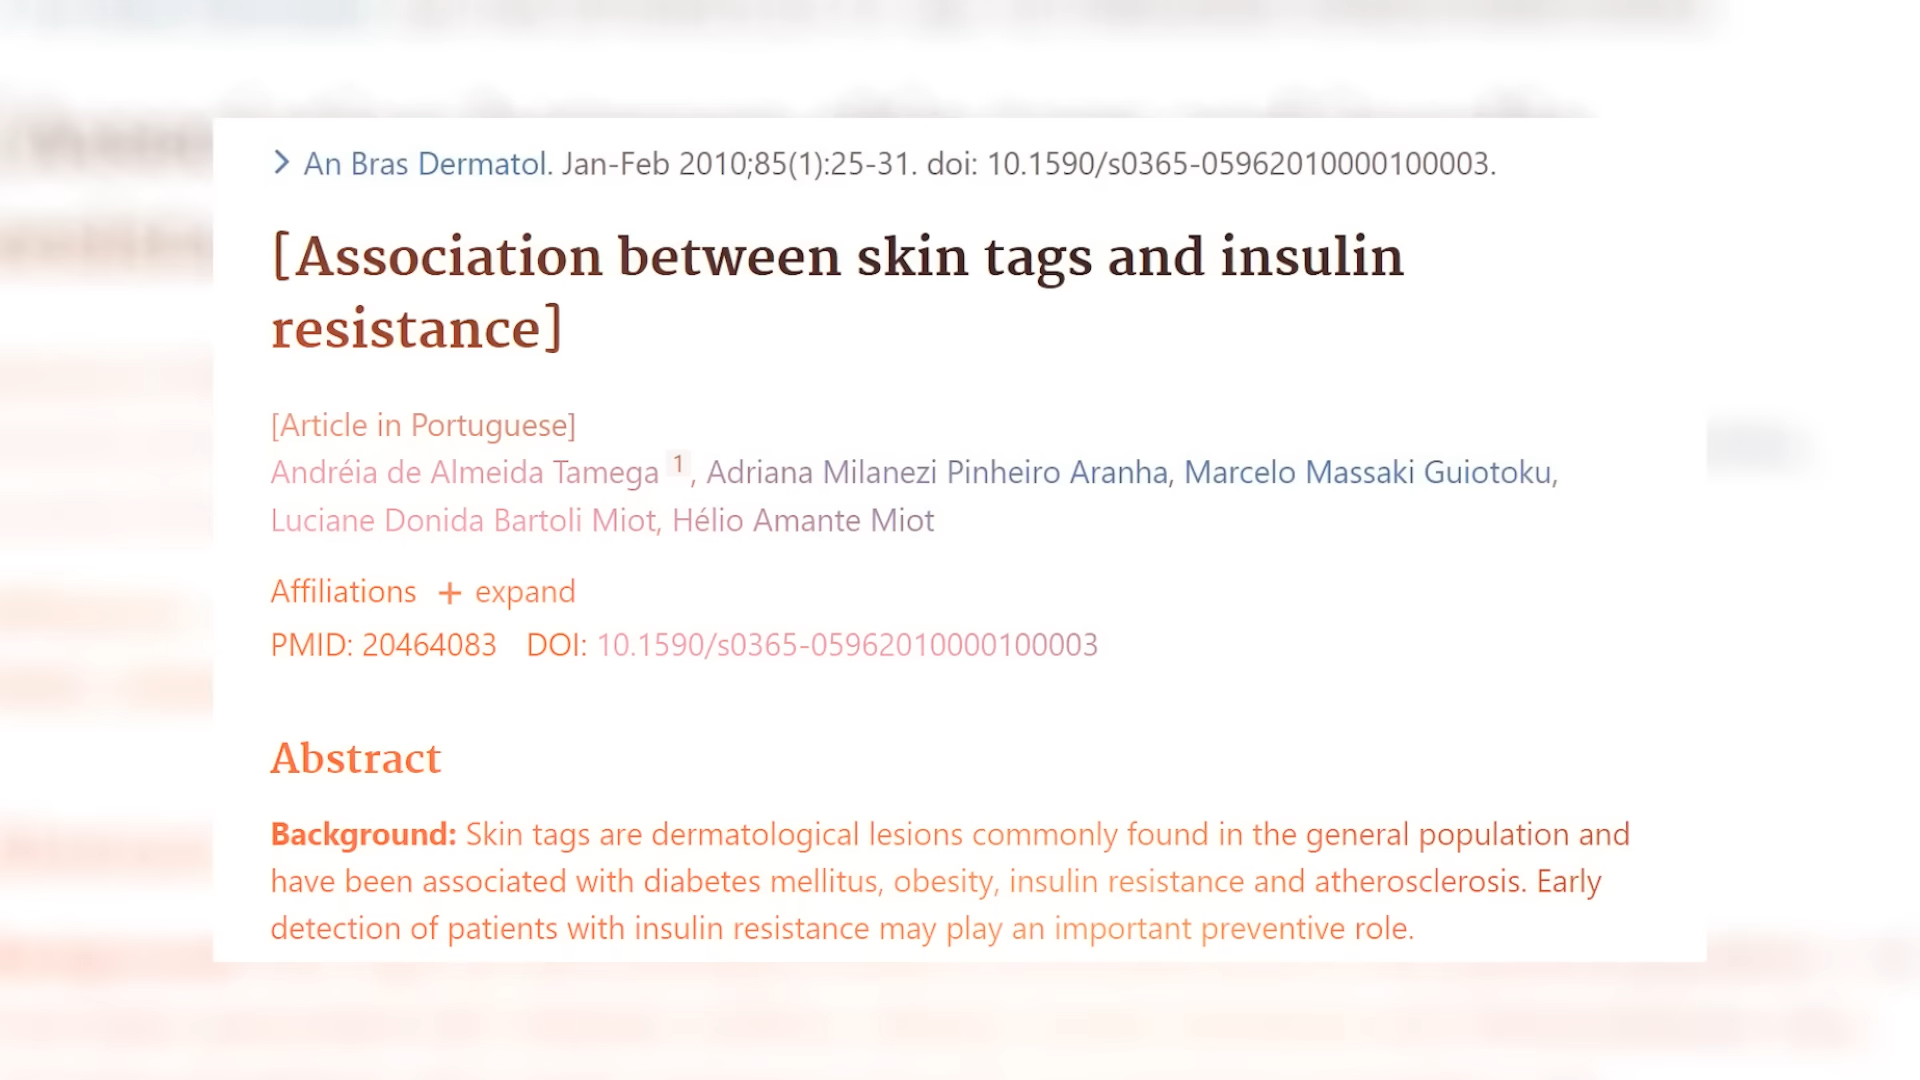 An Bras Dermatol. Jan-Feb 2010;85(1):25-31. doi: 10.1590/s0365-05962010000100003.
[Association between skin tags and insulin
resistance]
[Article in Portuguese]
Andréia de Almeida Tamega 1, Adriana Milanezi Pinheiro Aranha, Marcelo Massaki Guiotoku,
Luciane Donida Bartoli Miot, Hélio Amante Miot
Affiliations + expand
PMID: 20464083 DOI: 10.1590/s0365-05962010000100003
Abstract
Background: Skin tags are dermatological lesions commonly found in the general population and
have been associated with diabetes mellitus, obesity, insulin resistance and atherosclerosis. Early
detection of patients with insulin resistance may play an important preventive role.